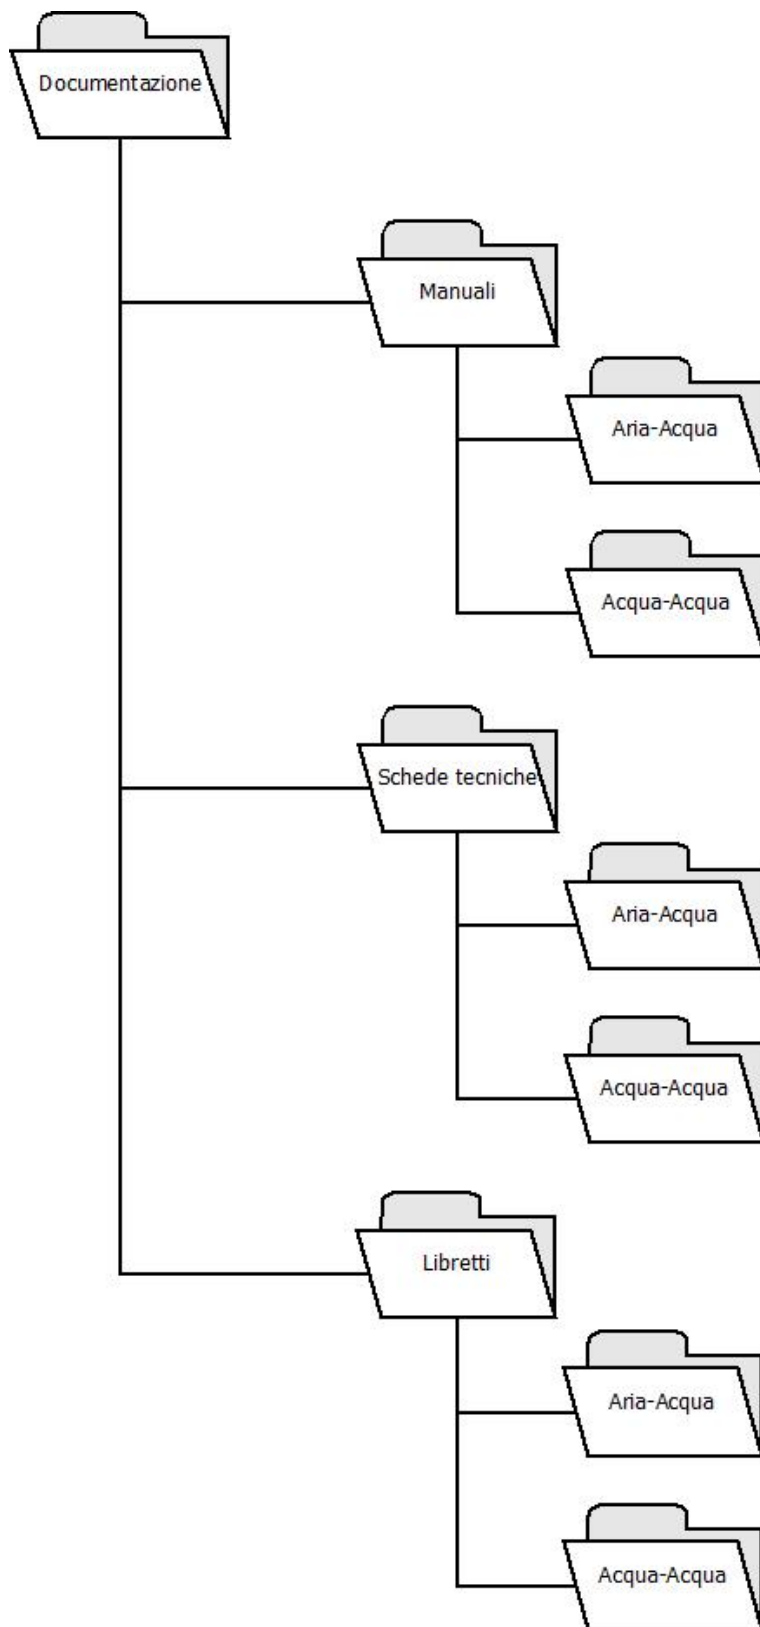 Documentazione
Manuali
Aria-Acqua
Acqua-Acqua
Schede tecniche
Aria-Acqua
Acqua-Acqua
Libretti
Aria-Acqua
Acqua-Acqua